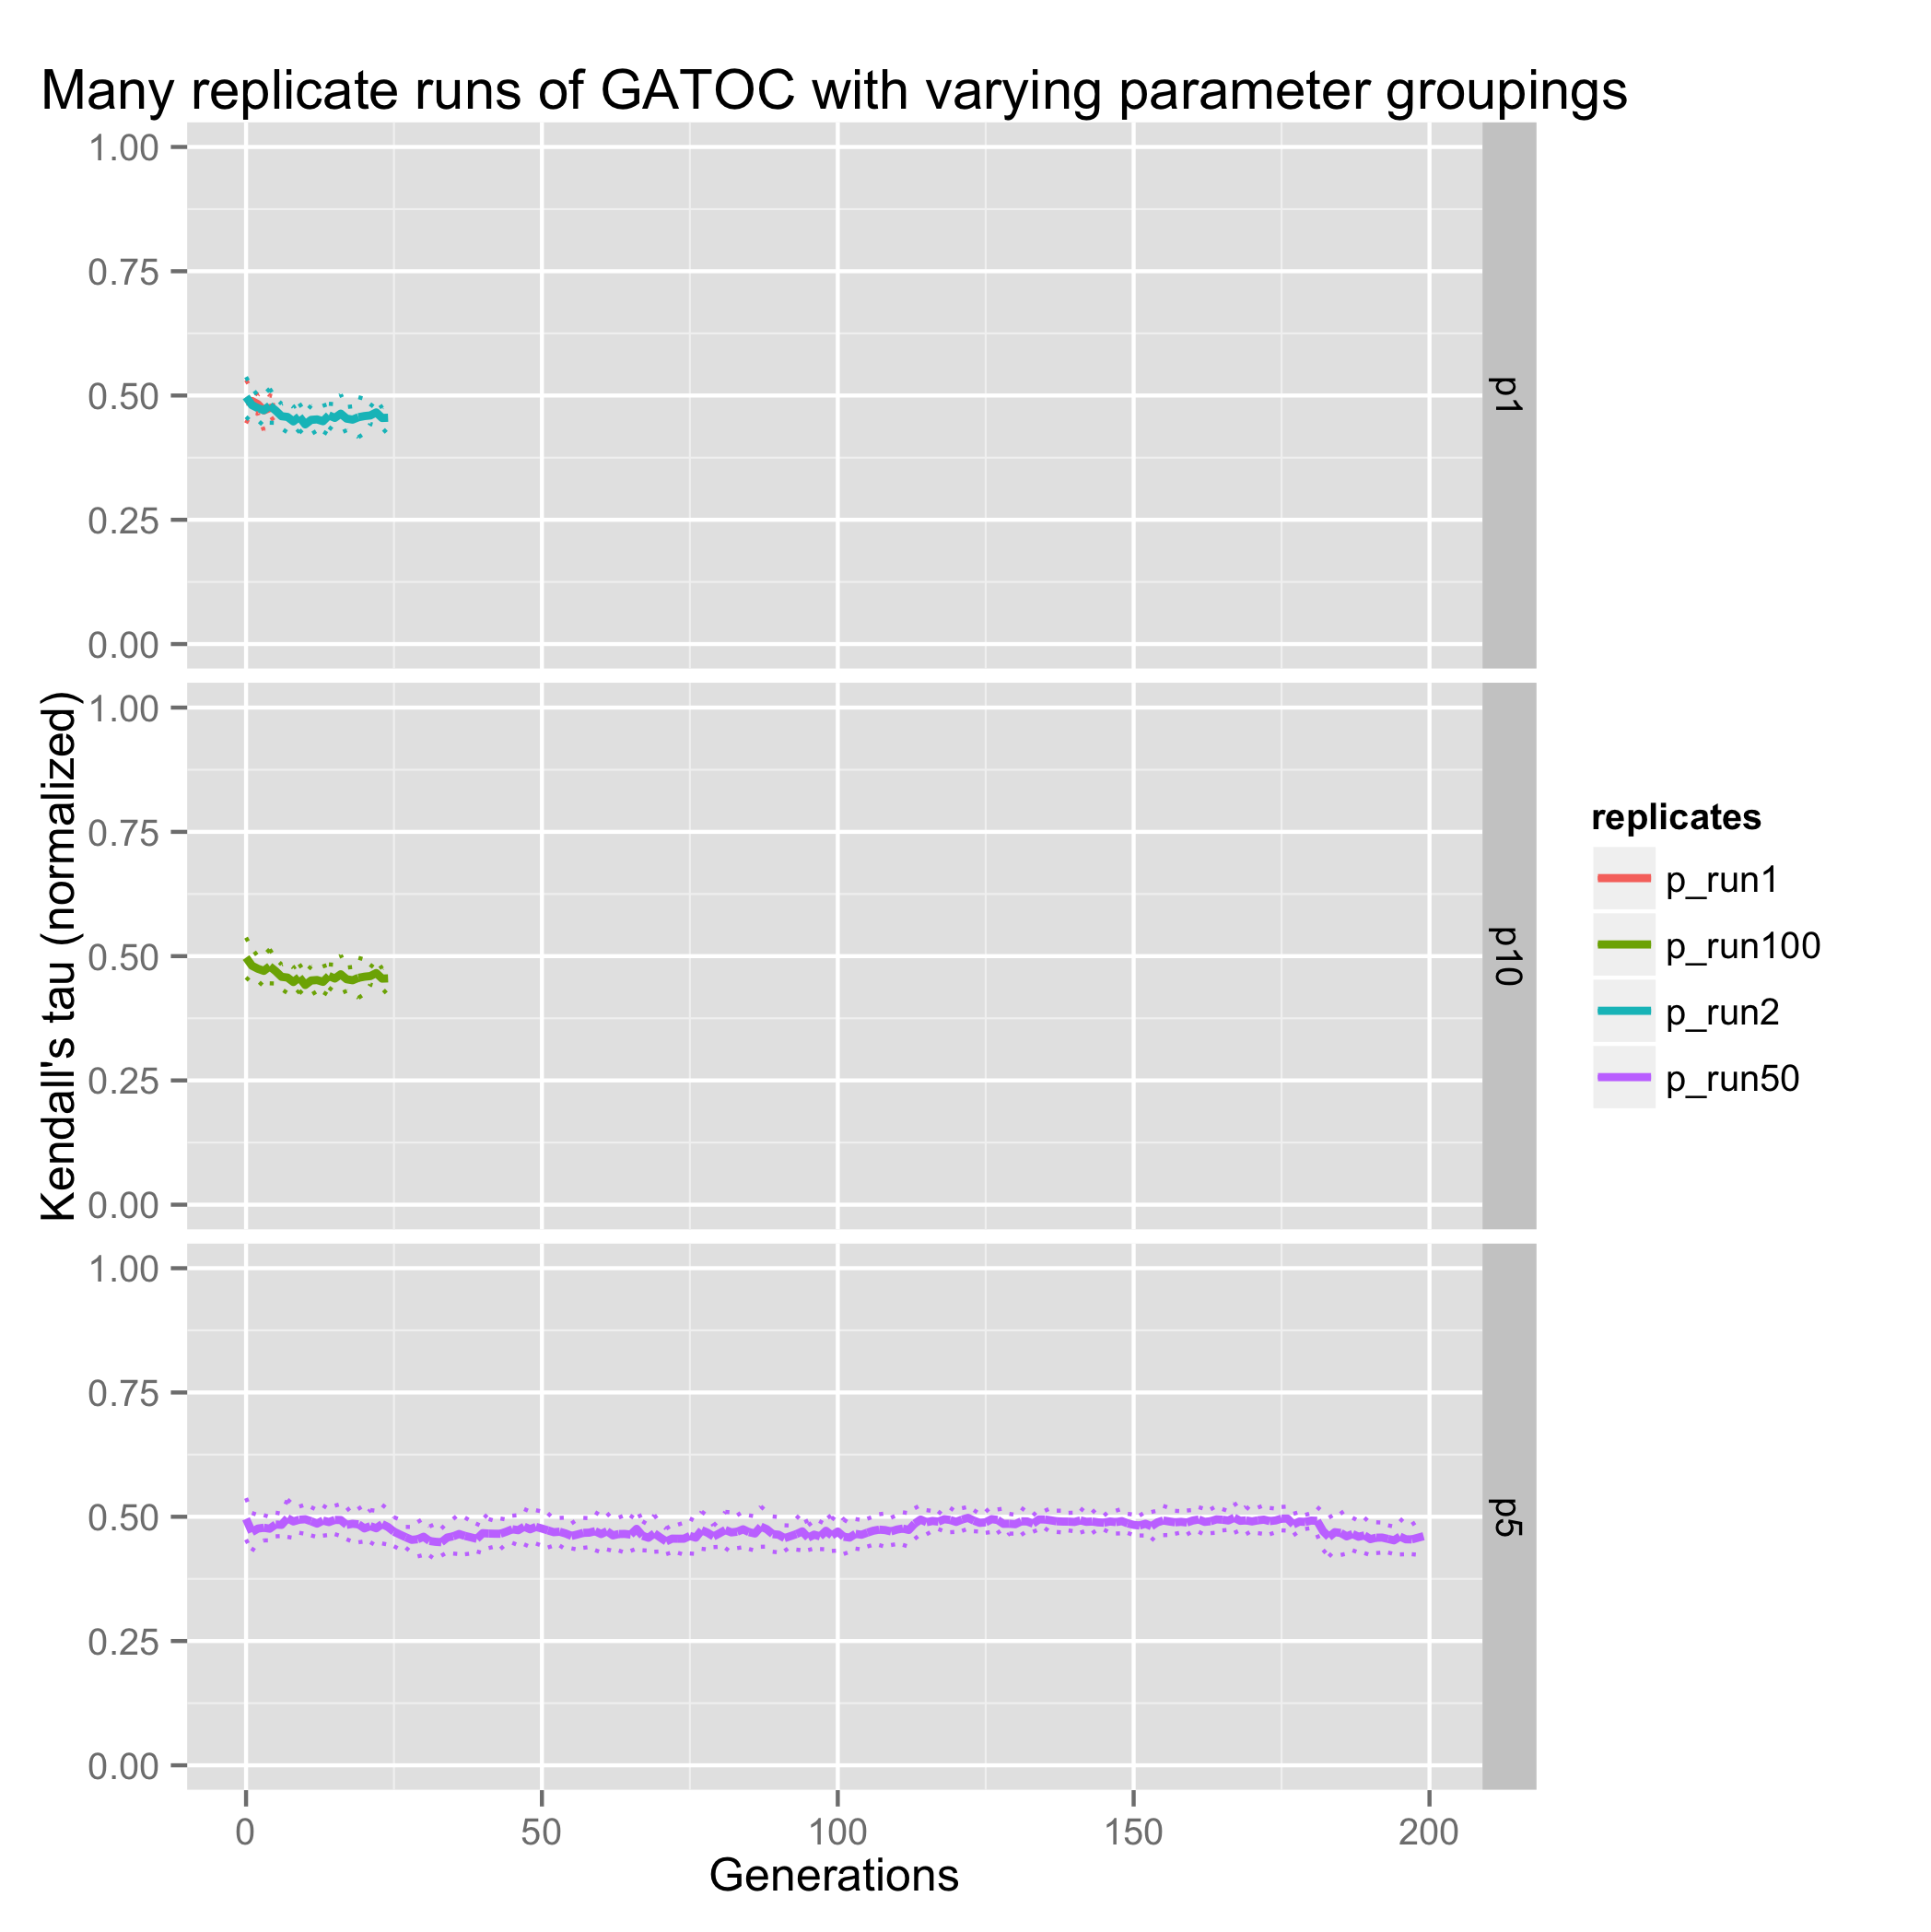 Many replicate runs of GATOC with varying parameter groupings
1.00
0.75
0.50
0.25
0.00
p1
Kendall's tau (normalized)
1.00
0.75
0.50
0.25
0.00
p10
1.00
0.75
0.50
0.25
0.00
p5
0 50 100 150 200
Generations
replicates
p_run1
p_run100
p_run2
p_run50